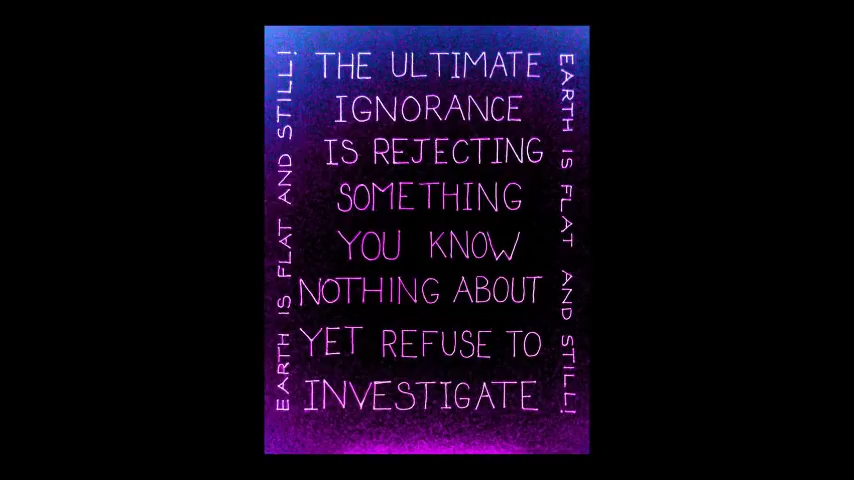 EARTH IS FLAT AND STILL!
THE ULTIMATE
IGNORANCE
IS REJECTING
SOMETHING
YOU KNOW
NOTHING ABOUT
YET REFUSE TO
INVESTIGATE
EARTH IS FLAT AND STILL!